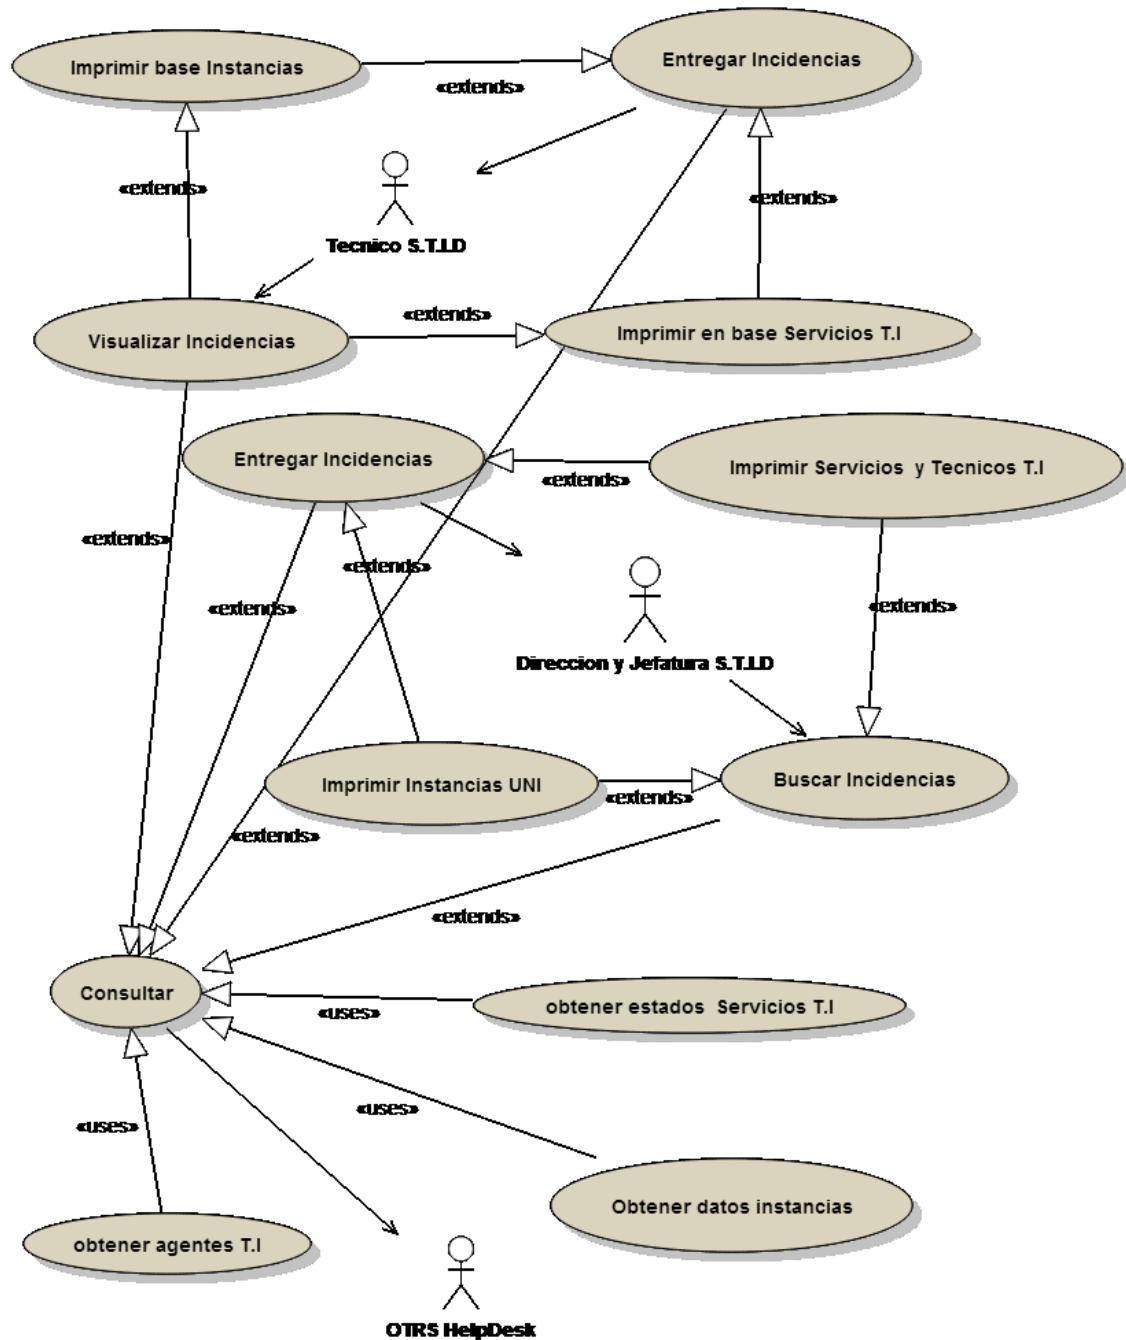 Imprimir base Instancias
Entregar Incidencias
«extends»
«extends»
«extends»
Tecnico S.T.I.D
Visualizar Incidencias
«extends»
Imprimir en base Servicios T.I
Entregar Incidencias
Imprimir Servicios y Tecnicos T.I
«extends»
«extends»
«extends»
«extends»
«extends»
Direccion y Jefatura S.T.I.D
Imprimir Instancias UNI
Buscar Incidencias
«extends»
«extends»
«extends»
Consultar
obtener estados Servicios T.I
«uses»
«uses»
«uses»
Obtener datos instancias
obtener agentes T.I
OTRS HelpDesk